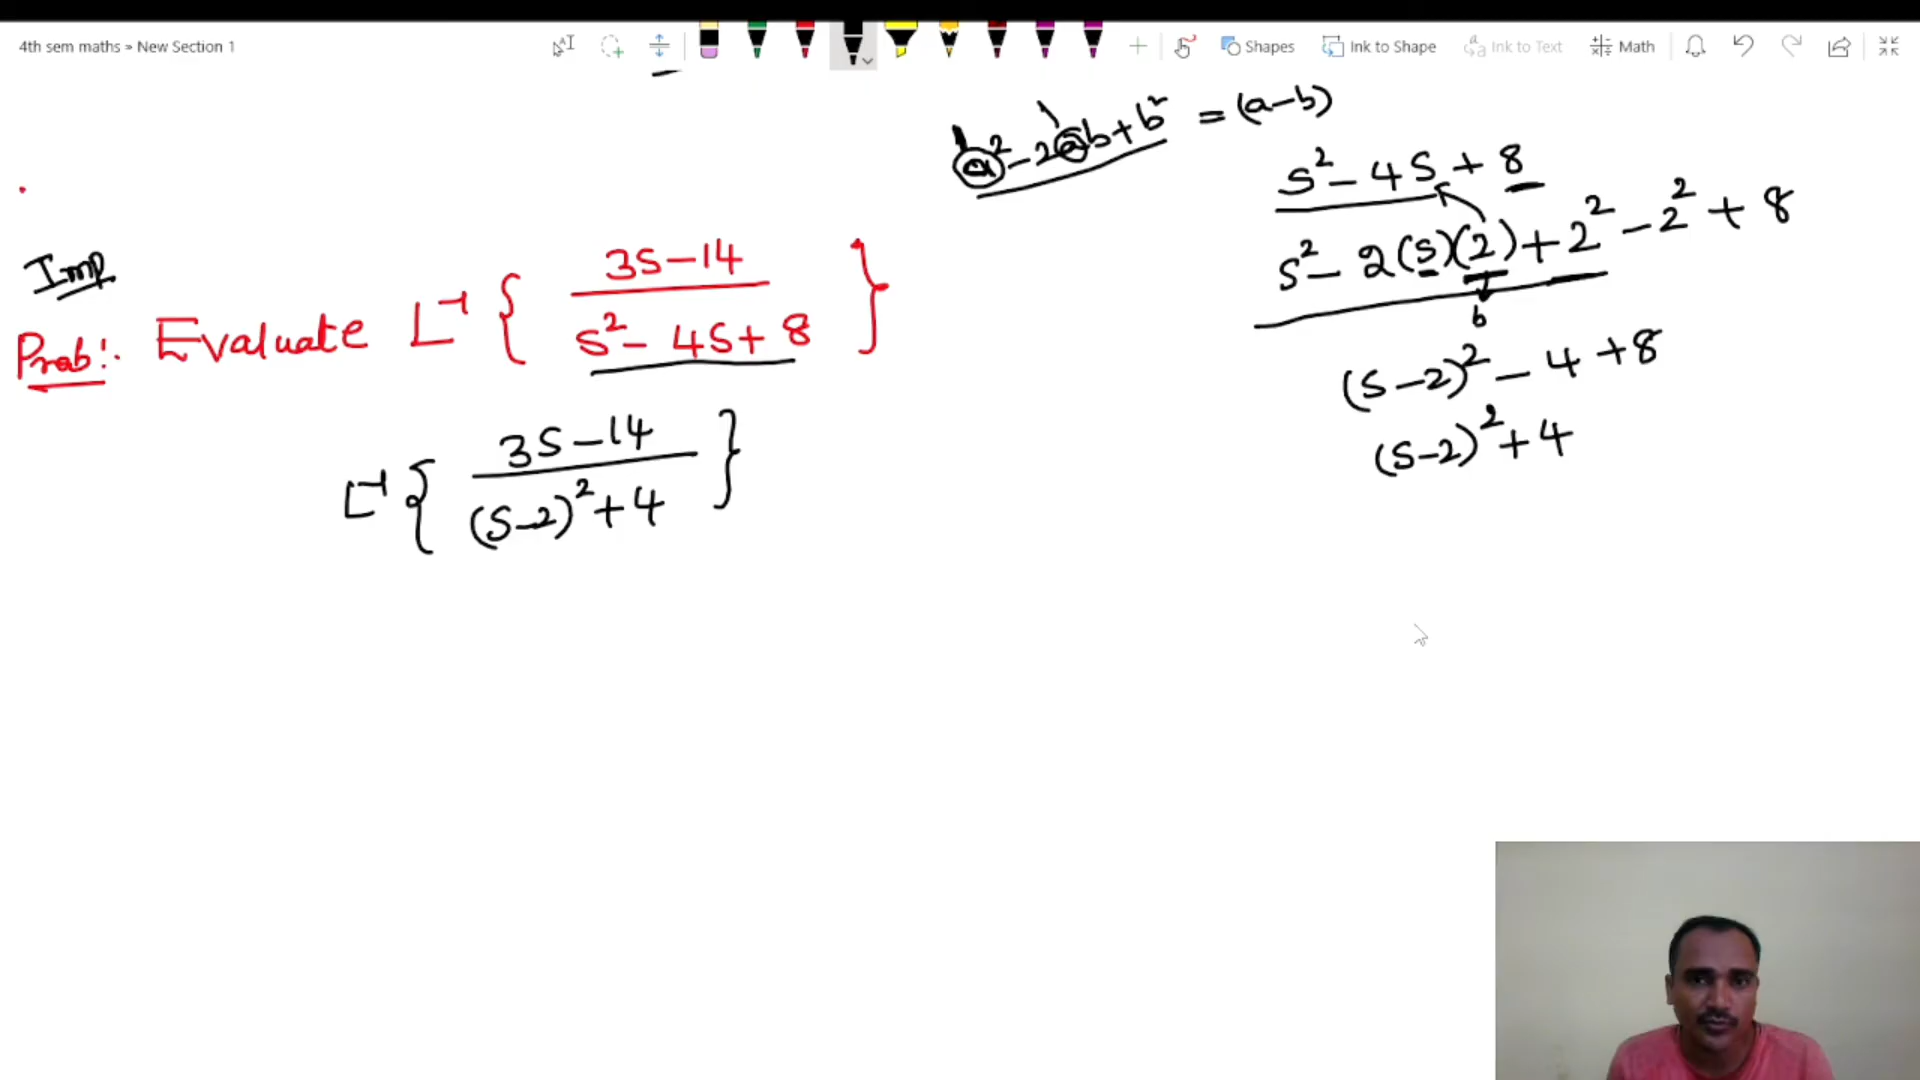 4th sem maths » New Section 1
Shapes
Ink to Shape
Ink to Text
Math
a² - 2ab + b² = (a-b)
s² - 4s + 8
s² - 2(s)(2) + 2² - 2² + 8
b
(s-2)² - 4 + 8
(s-2)² + 4
Imp
Prob:. Evaluate L⁻¹ { 3s-14 / s² - 4s + 8 }
L⁻¹ { 3s-14 / (s-2)² + 4 }